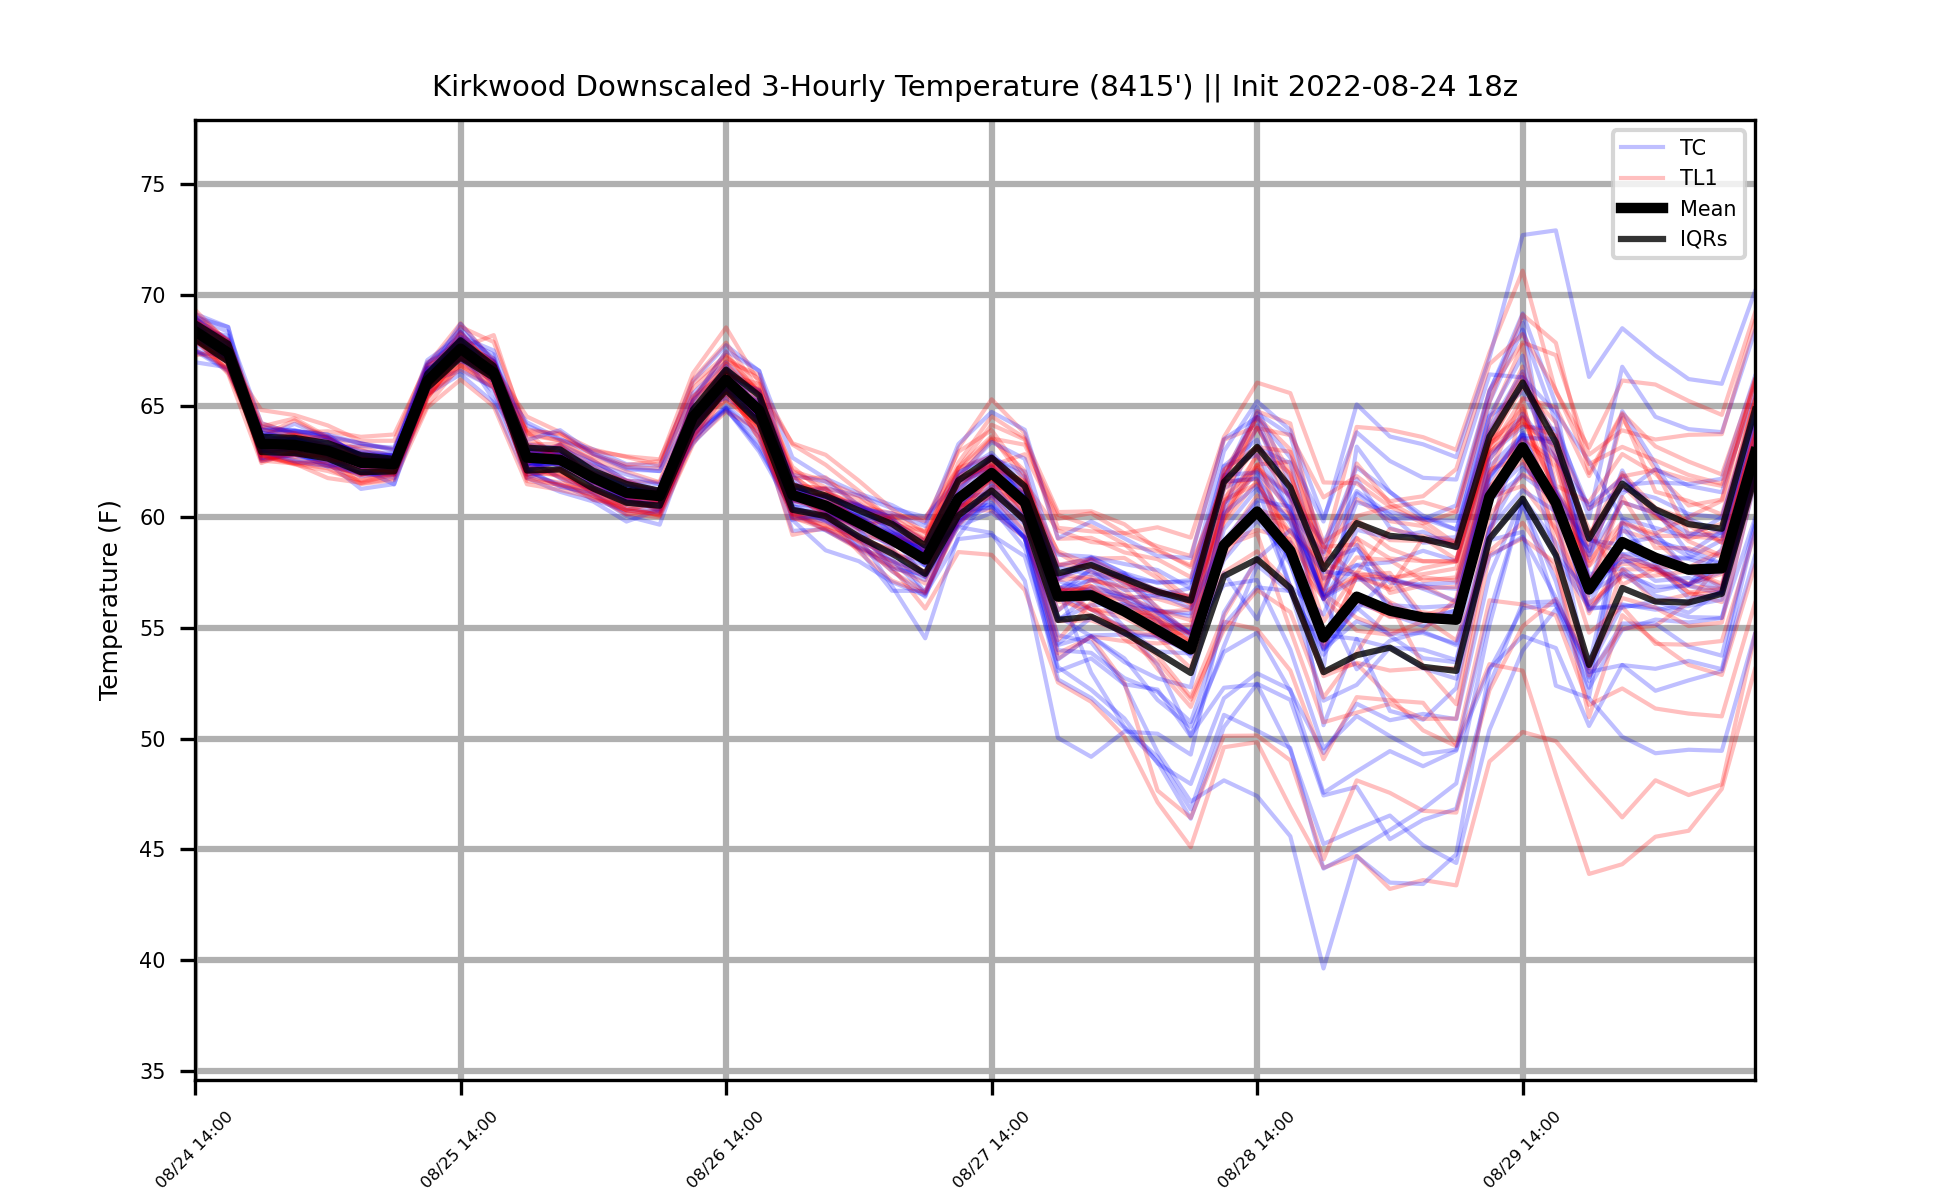 Kirkwood Downscaled 3-Hourly Temperature (8415') || Init 2022-08-24 18z
TC
TL1
Mean
IQRs
75
70
65
60
55
50
45
40
35
Temperature (F)
08/24 14:00
08/25 14:00
08/26 14:00
08/27 14:00
08/28 14:00
08/29 14:00